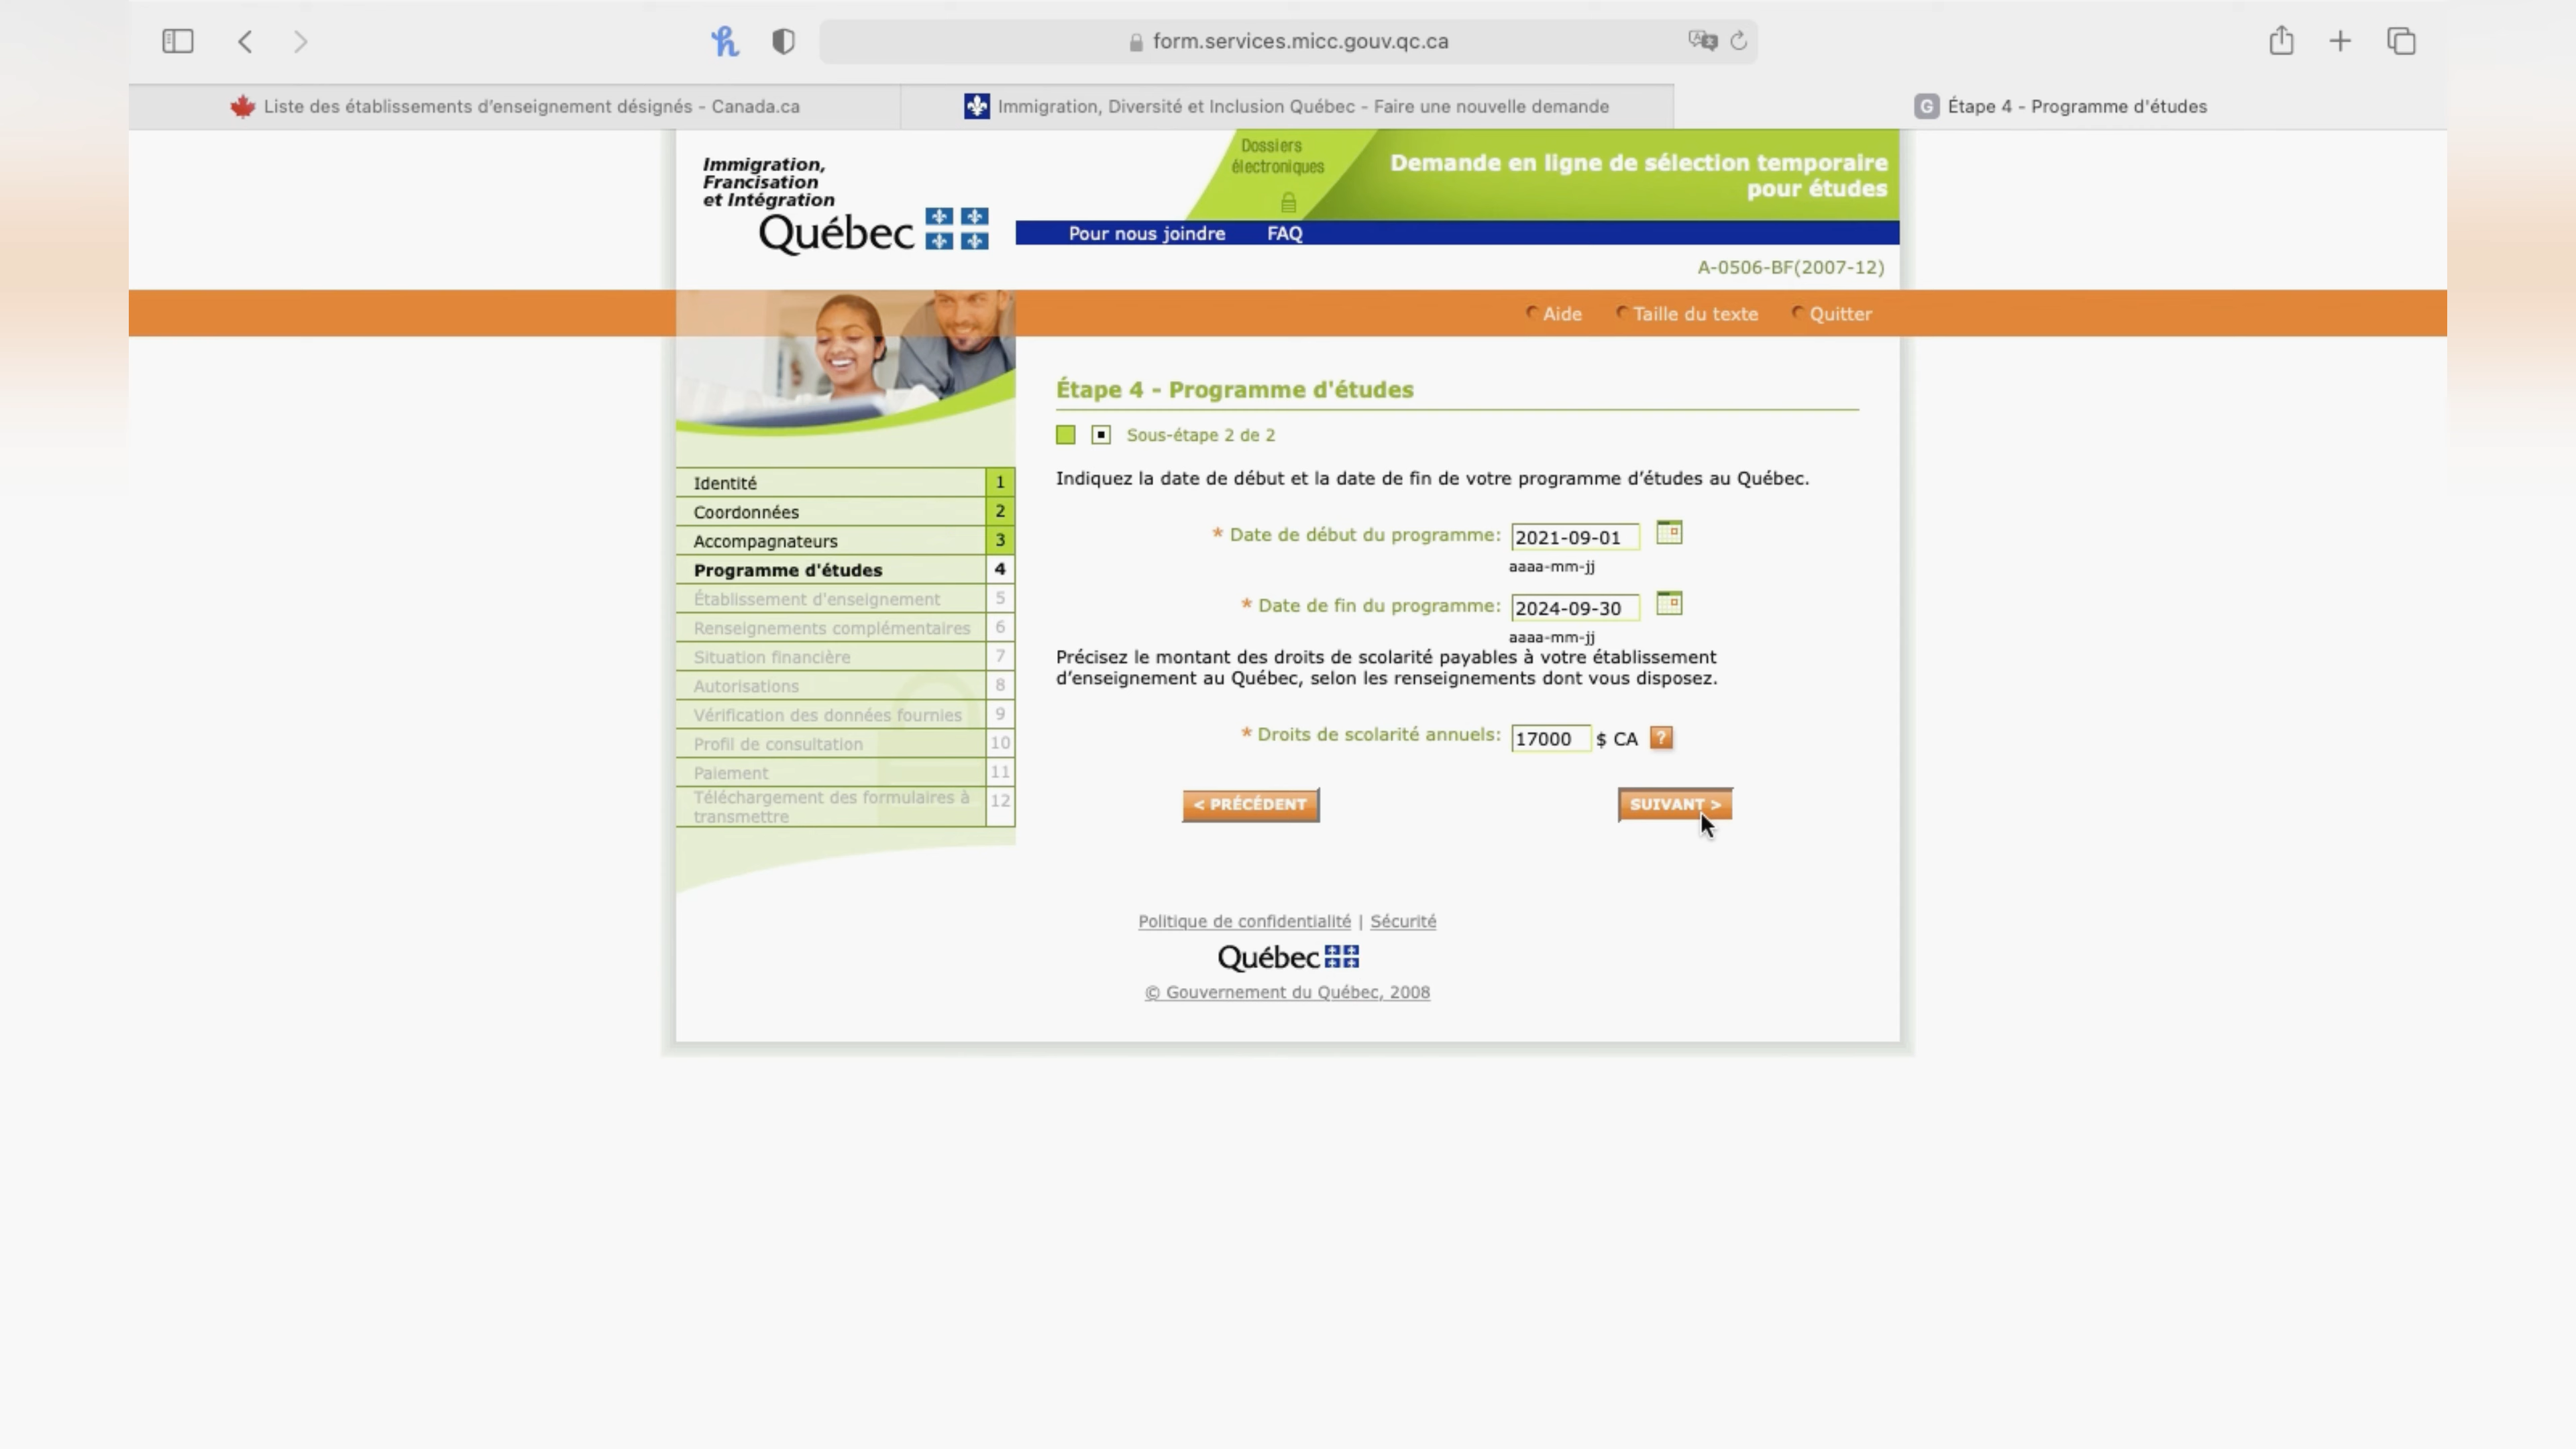 form.services.micc.gouv.qc.ca
Liste des établissements d'enseignement désignés - Canada.ca
Immigration, Diversité et Inclusion Québec - Faire une nouvelle demande
G Étape 4 - Programme d'études
Immigration,
Francisation
et Intégration
Québec
Dossiers
électroniques
Demande en ligne de sélection temporaire
pour études
Pour nous joindre FAQ
A-0506-BF(2007-12)
Aide Taille du texte Quitter
Étape 4 - Programme d'études
Sous-étape 2 de 2
Identité 1
Coordonnées 2
Accompagnateurs 3
Programme d'études 4
Établissement d'enseignement 5
Renseignements complémentaires 6
Situation financière 7
Autorisations 8
Vérification des données fournies 9
Profil de consultation 10
Paiement 11
Téléchargement des formulaires à 12
transmettre
Indiquez la date de début et la date de fin de votre programme d'études au Québec.
* Date de début du programme: 2021-09-01
aaaa-mm-jj
* Date de fin du programme: 2024-09-30
aaaa-mm-jj
Précisez le montant des droits de scolarité payables à votre établissement
d'enseignement au Québec, selon les renseignements dont vous disposez.
* Droits de scolarité annuels: 17000 $ CA ?
< PRÉCÉDENT SUIVANT >
Politique de confidentialité | Sécurité
Québec
© Gouvernement du Québec, 2008